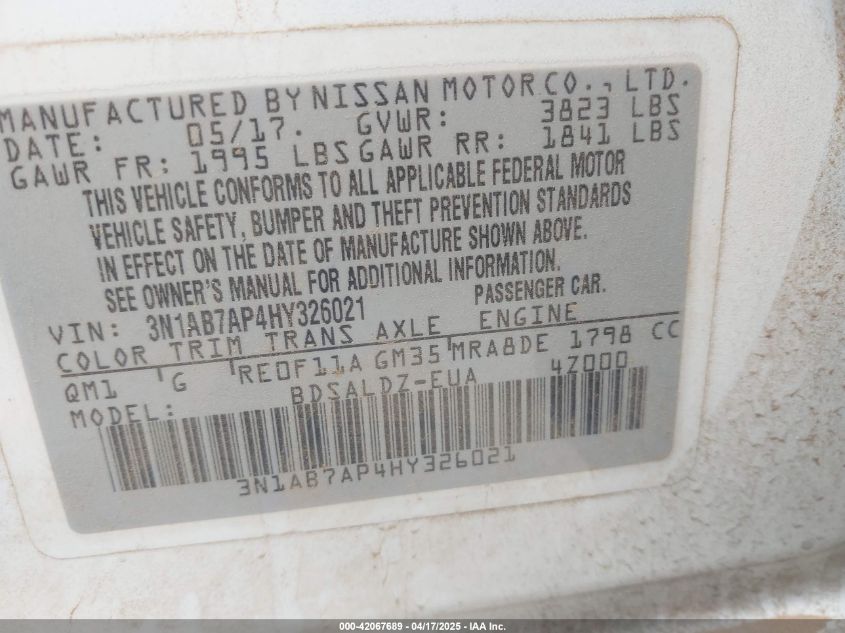 MANUFACTURED BY NISSAN MOTOR CO., LTD.
DATE: 05/17. GVWR: 3823 LBS
GAWR FR: 1995 LBS GAWR RR: 1841 LBS
THIS VEHICLE CONFORMS TO ALL APPLICABLE FEDERAL MOTOR
VEHICLE SAFETY, BUMPER AND THEFT PREVENTION STANDARDS
IN EFFECT ON THE DATE OF MANUFACTURE SHOWN ABOVE.
SEE OWNER'S MANUAL FOR ADDITIONAL INFORMATION.
VIN: 3N1AB7AP4HY326021 PASSENGER CAR.
COLOR TRIM TRANS AXLE ENGINE
QM1 'G 'RE0F11A GM35 'MRA8DE 1798 CC
MODEL: BDSALDZ-EUA 4Z000
3N1AB7AP4HY326021
000-42067689 - 04/17/2025 - IAA Inc.